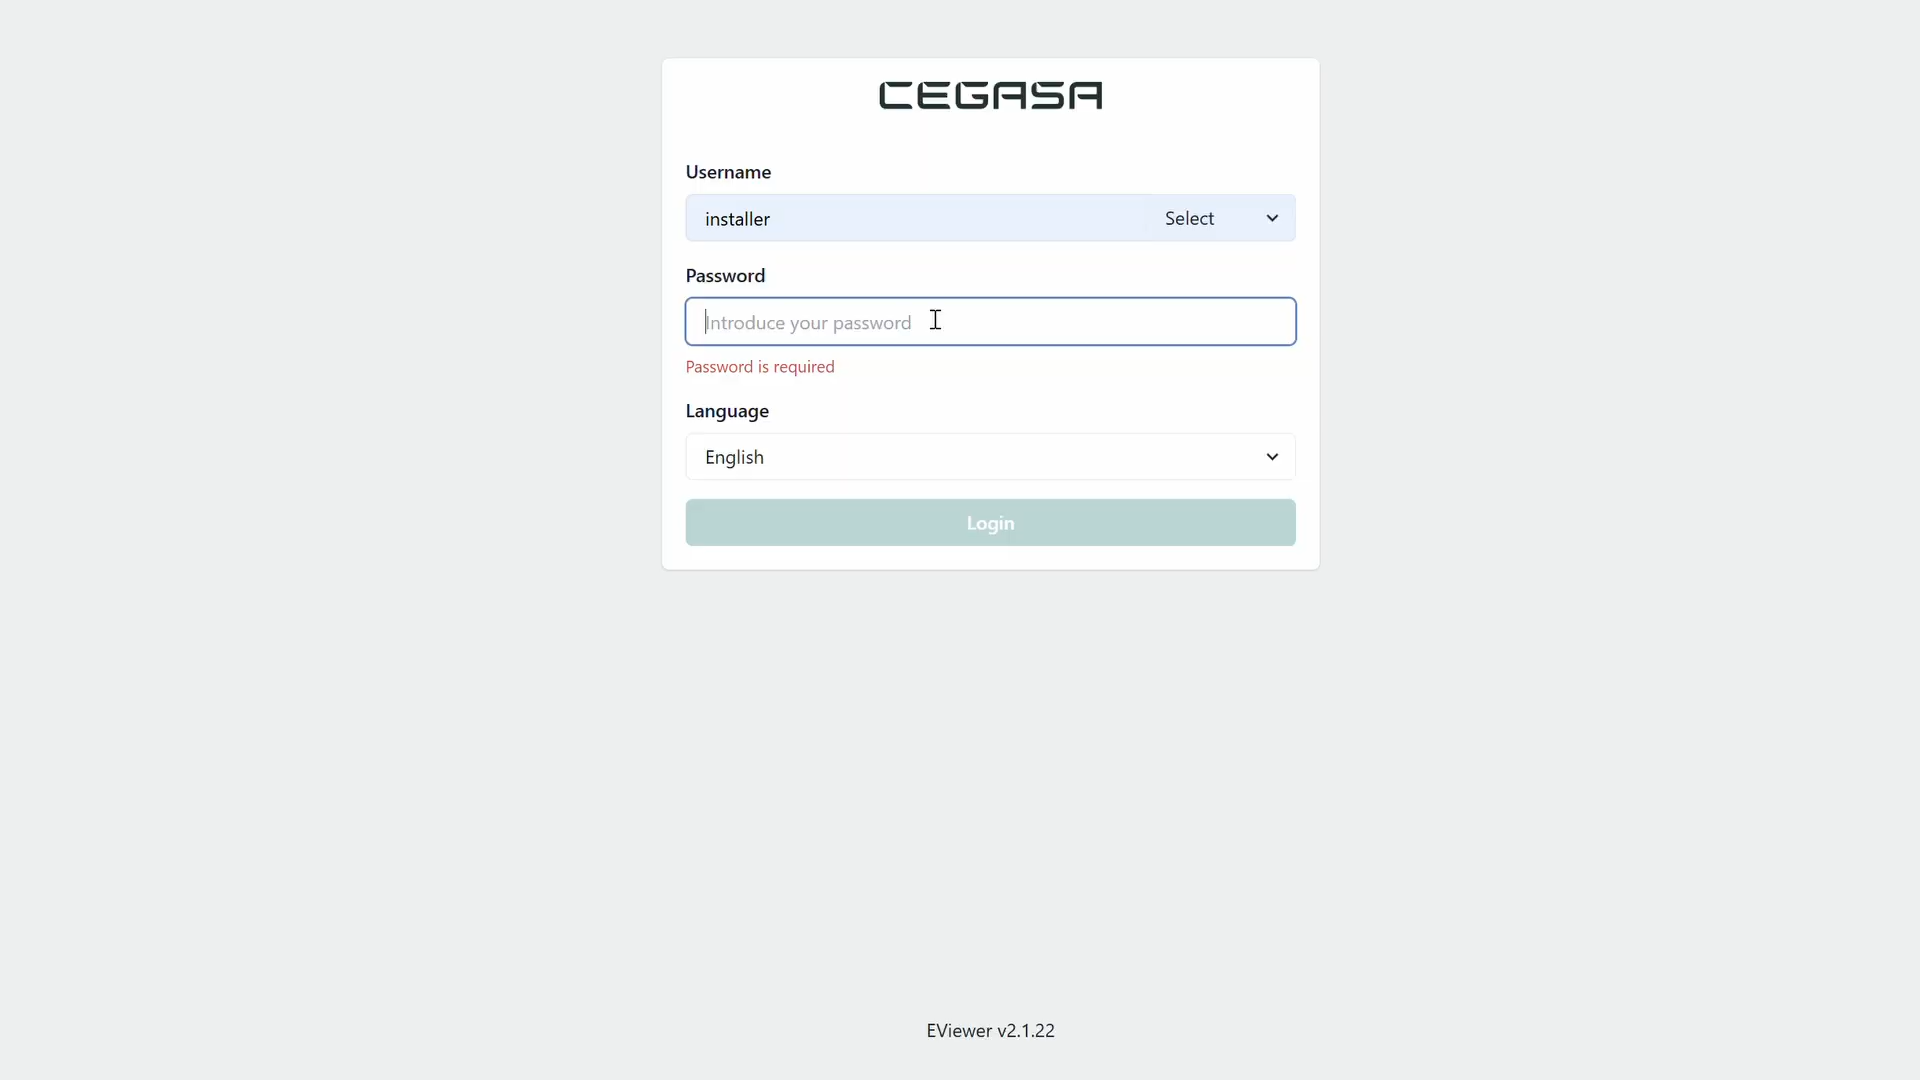 CEGASA
Username
installer Select
Password
Introduce your password
Password is required
Language
English
Login
EViewer v2.1.22